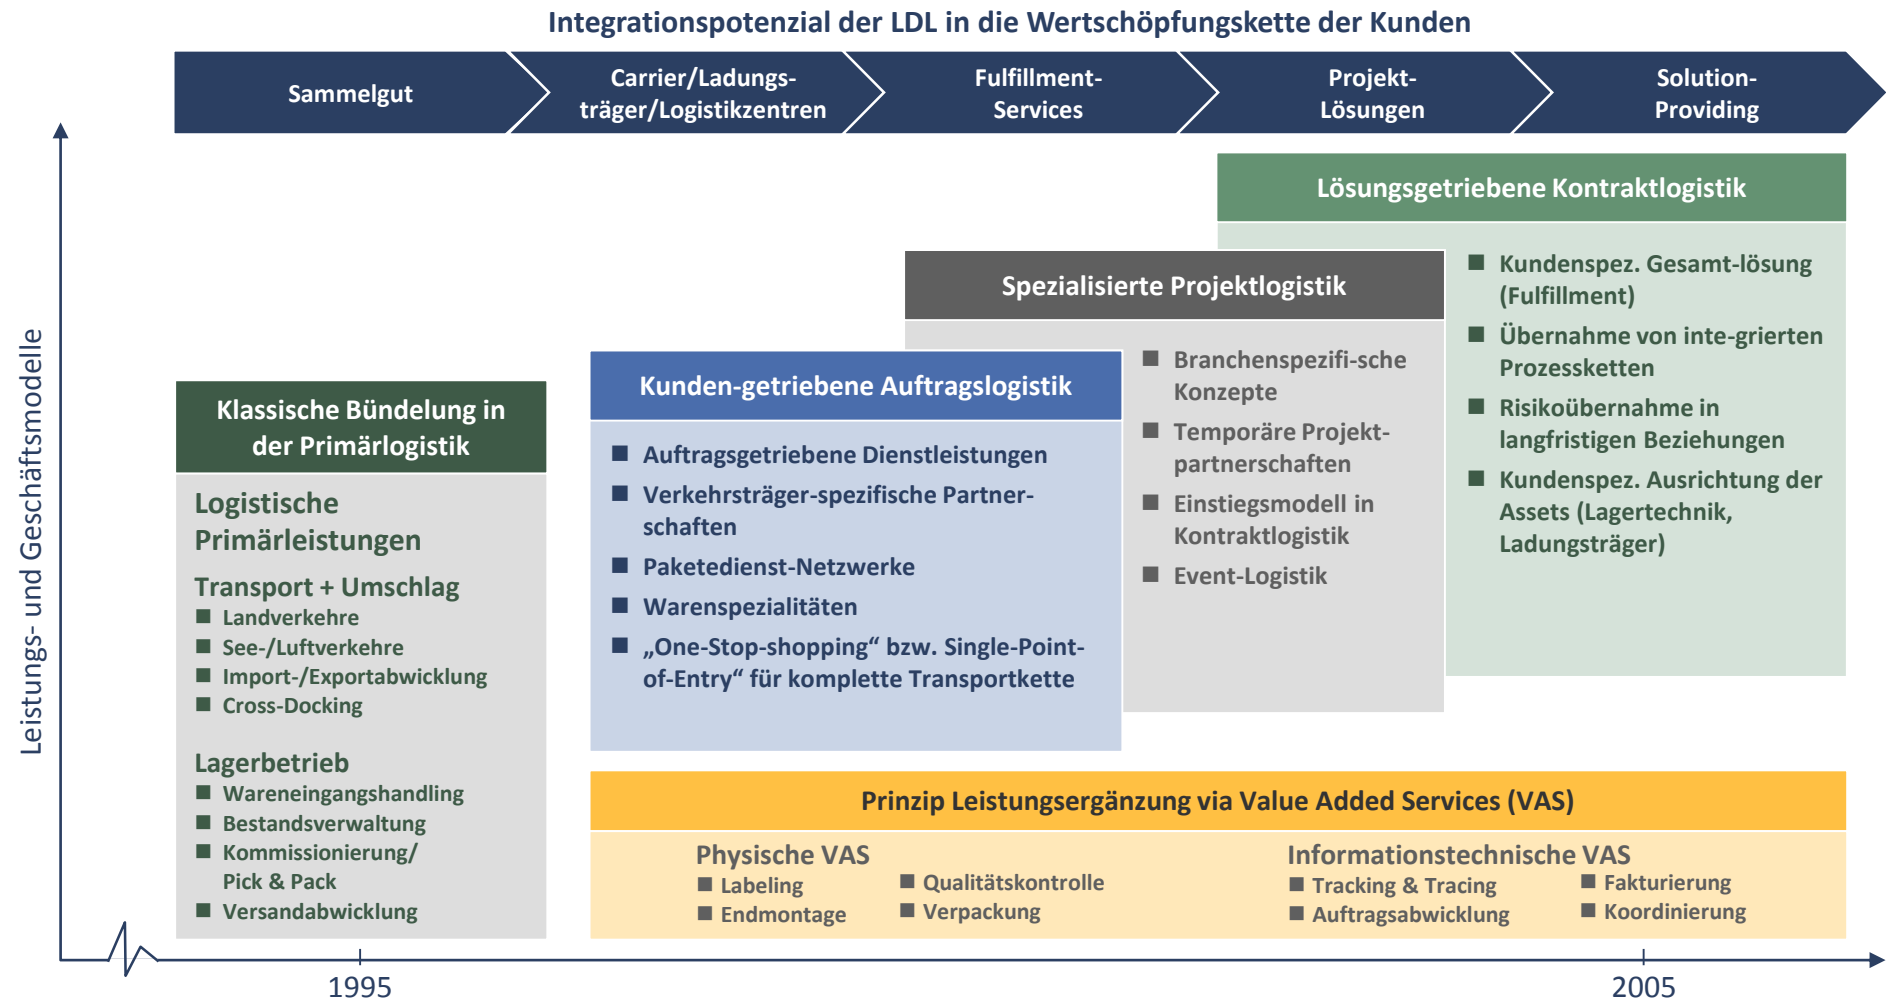 Integrationspotenzial der LDL in die Wertschöpfungskette der Kunden
Sammelgut
Carrier/Ladungs-
träger/Logistikzentren
Fulfillment-
Services
Projekt-
Lösungen
Solution-
Providing
Leistungs- und Geschäftsmodelle
Klassische Bündelung in
der Primärlogistik
Logistische
Primärleistungen
Transport + Umschlag
■ Landverkehre
■ See-/Luftverkehre
■ Import-/Exportabwicklung
■ Cross-Docking
Lagerbetrieb
■ Wareneingangshandling
■ Bestandsverwaltung
■ Kommissionierung/
Pick & Pack
■ Versandabwicklung
Kunden-getriebene Auftragslogistik
■ Auftragsgetriebene Dienstleistungen
■ Verkehrsträger-spezifische Partner-
schaften
■ Paketedienst-Netzwerke
■ Warenspezialitäten
■ „One-Stop-shopping“ bzw. Single-Point-
of-Entry“ für komplette Transportkette
Spezialisierte Projektlogistik
■ Branchenspezifi-sche
Konzepte
■ Temporäre Projekt-
partnerschaften
■ Einstiegsmodell in
Kontraktlogistik
■ Event-Logistik
Lösungsgetriebene Kontraktlogistik
■ Kundenspez. Gesamt-lösung
(Fulfillment)
■ Übernahme von inte-grierten
Prozessketten
■ Risikoübernahme in
langfristigen Beziehungen
■ Kundenspez. Ausrichtung der
Assets (Lagertechnik,
Ladungsträger)
Prinzip Leistungsergänzung via Value Added Services (VAS)
Physische VAS
■ Labeling
■ Endmontage
■ Qualitätskontrolle
■ Verpackung
Informationstechnische VAS
■ Tracking & Tracing
■ Auftragsabwicklung
■ Fakturierung
■ Koordinierung
1995
2005